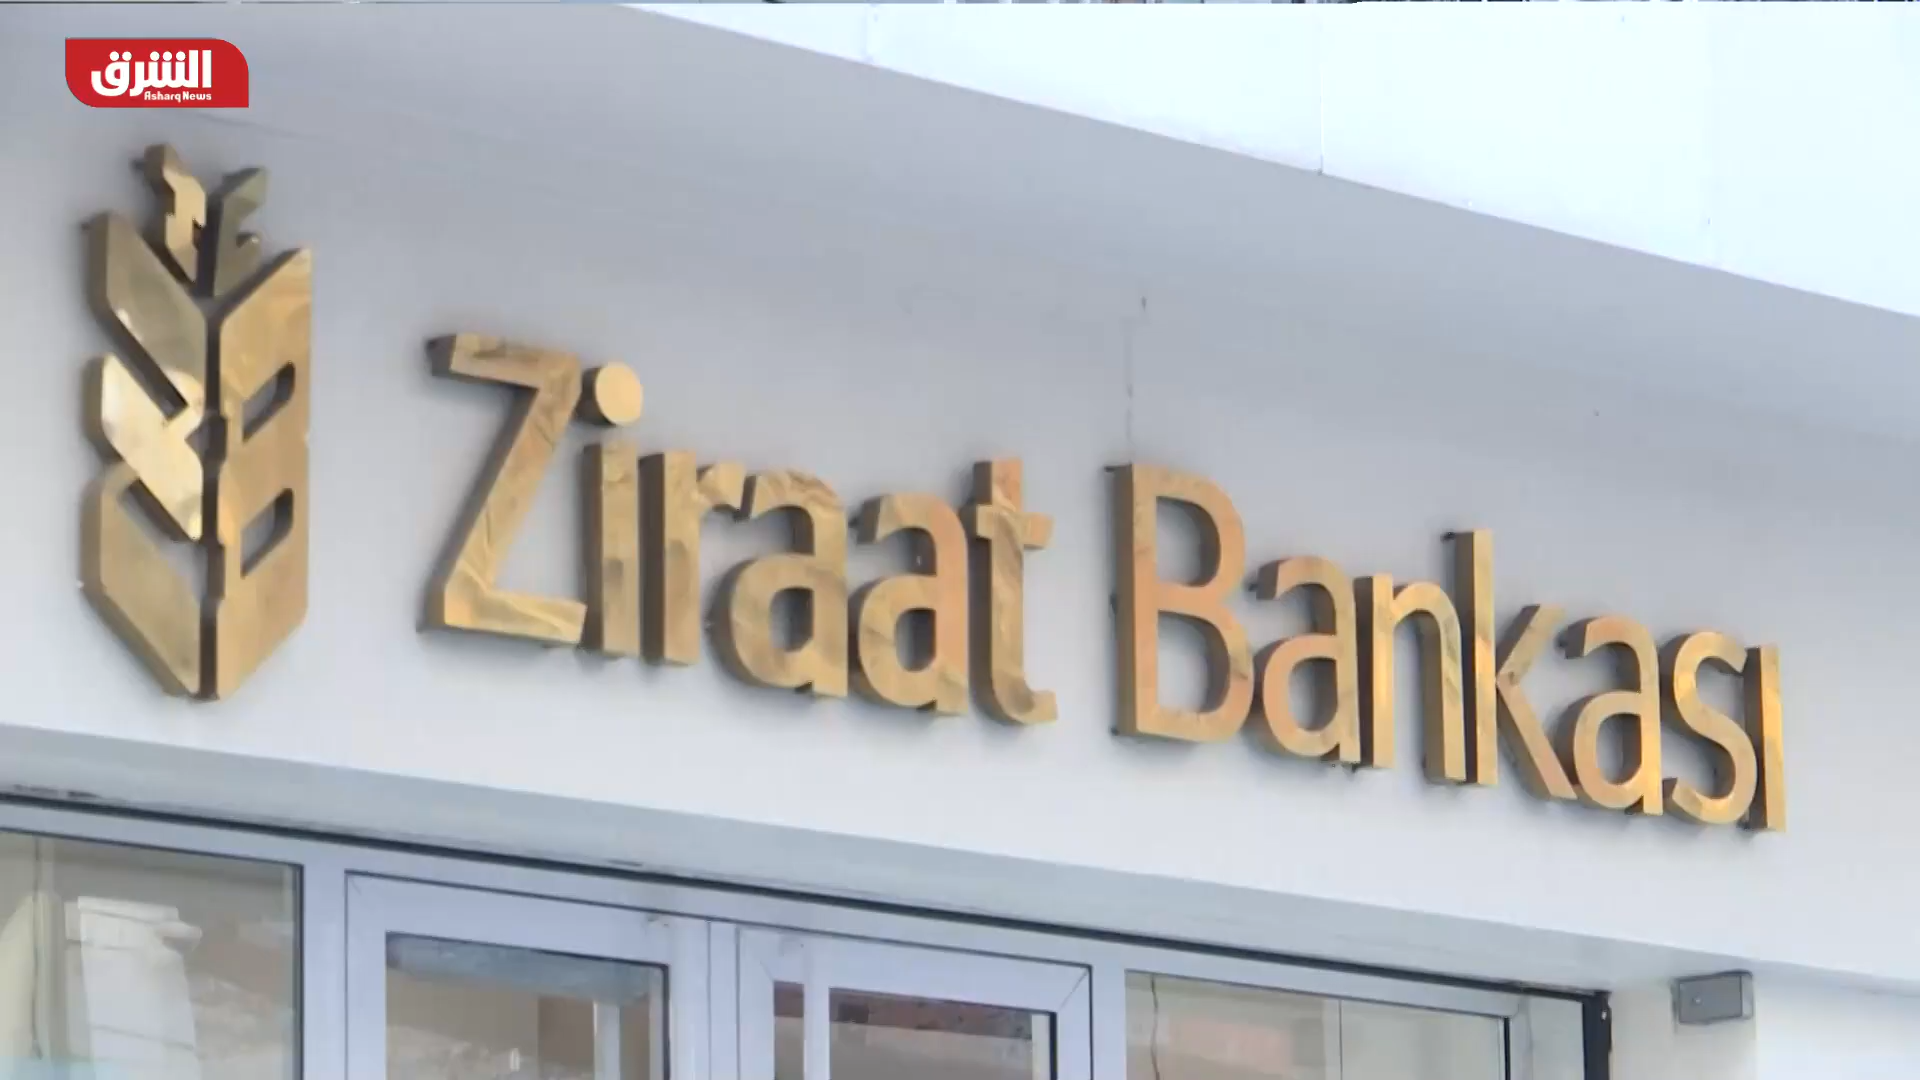 الشرق
Asharq News
Ziraat Bankası